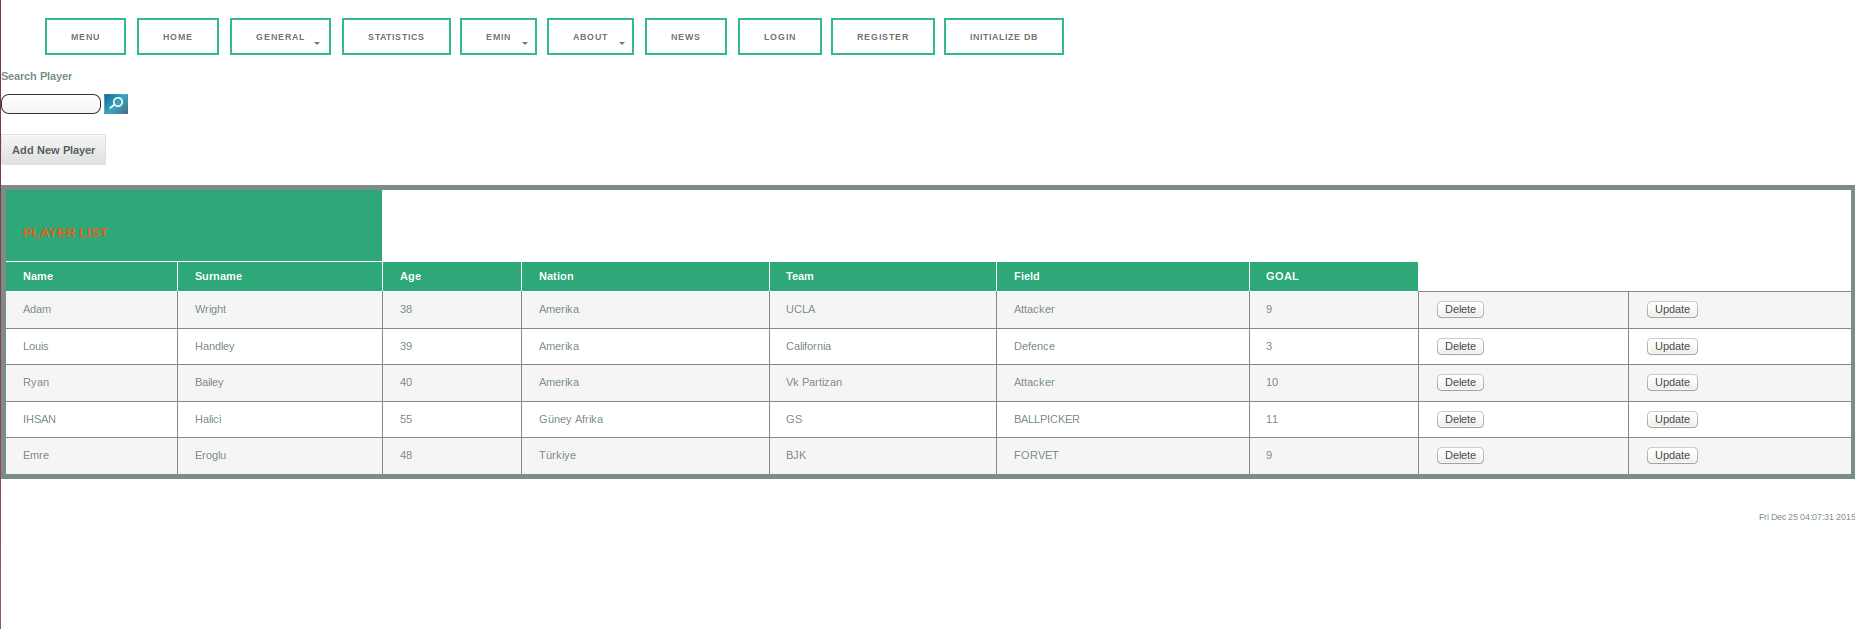 MENU HOME GENERAL STATISTICS EMIN ABOUT NEWS LOGIN REGISTER INITIALIZE DB
Search Player
Add New Player
PLAYER LIST
Name Surname Age Nation Team Field GOAL
Adam Wright 38 Amerika UCLA Attacker 9 Delete Update
Louis Handley 39 Amerika California Defence 3 Delete Update
Ryan Bailey 40 Amerika Vk Partizan Attacker 10 Delete Update
IHSAN Halici 55 Güney Afrika GS BALLPICKER 11 Delete Update
Emre Eroglu 48 Türkiye BJK FORVET 9 Delete Update
Fri Dec 25 04:07:31 2015